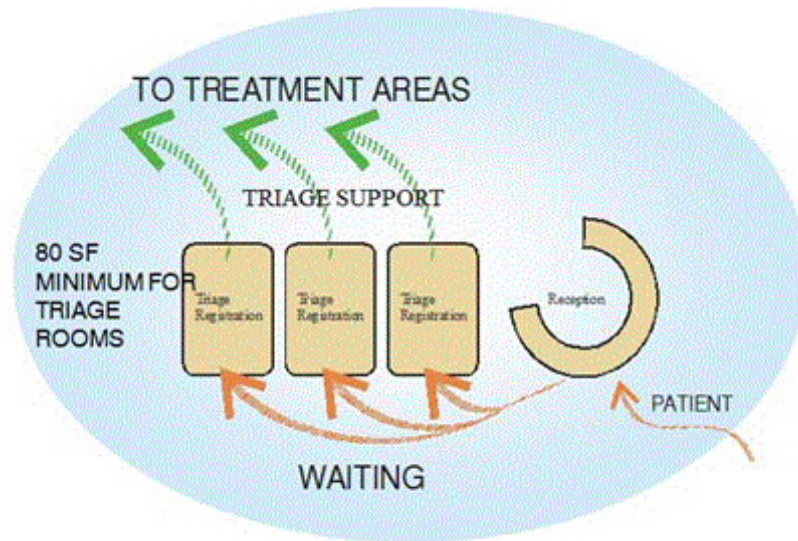 TO TREATMENT AREAS
TRIAGE SUPPORT
80 SF
MINIMUM FOR
TRIAGE
ROOMS
Triage
Registration
Triage
Registration
Triage
Registration
Reception
PATIENT
WAITING